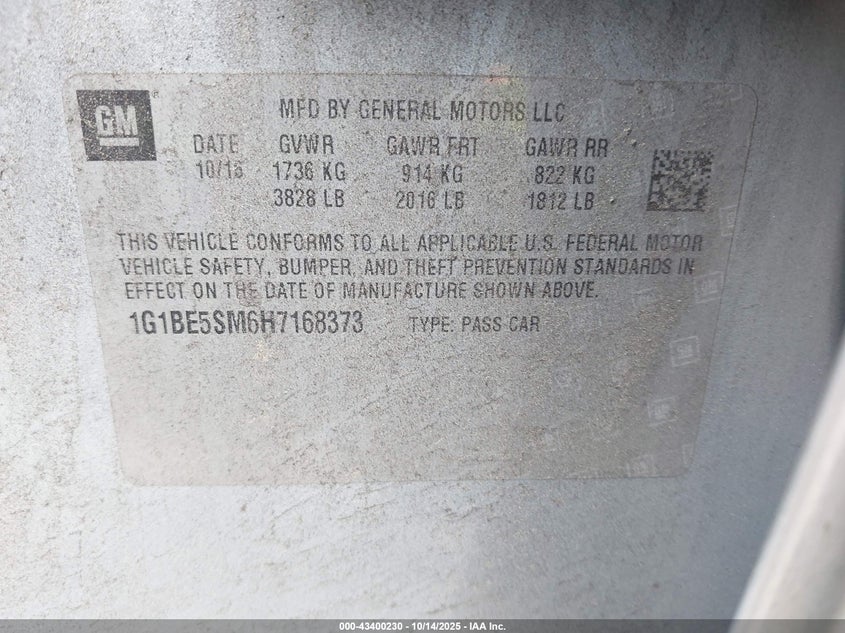 GM
MFD BY GENERAL MOTORS LLC
DATE GVWR GAWR FRT GAWR RR
10/16 1736 KG 914 KG 822 KG
3828 LB 2016 LB 1812 LB
THIS VEHICLE CONFORMS TO ALL APPLICABLE U.S. FEDERAL MOTOR
VEHICLE SAFETY, BUMPER, AND THEFT PREVENTION STANDARDS IN
EFFECT ON THE DATE OF MANUFACTURE SHOWN ABOVE.
1G1BE5SM6H7168373 TYPE: PASS CAR
000-43400230 - 10/14/2025 - IAA Inc.